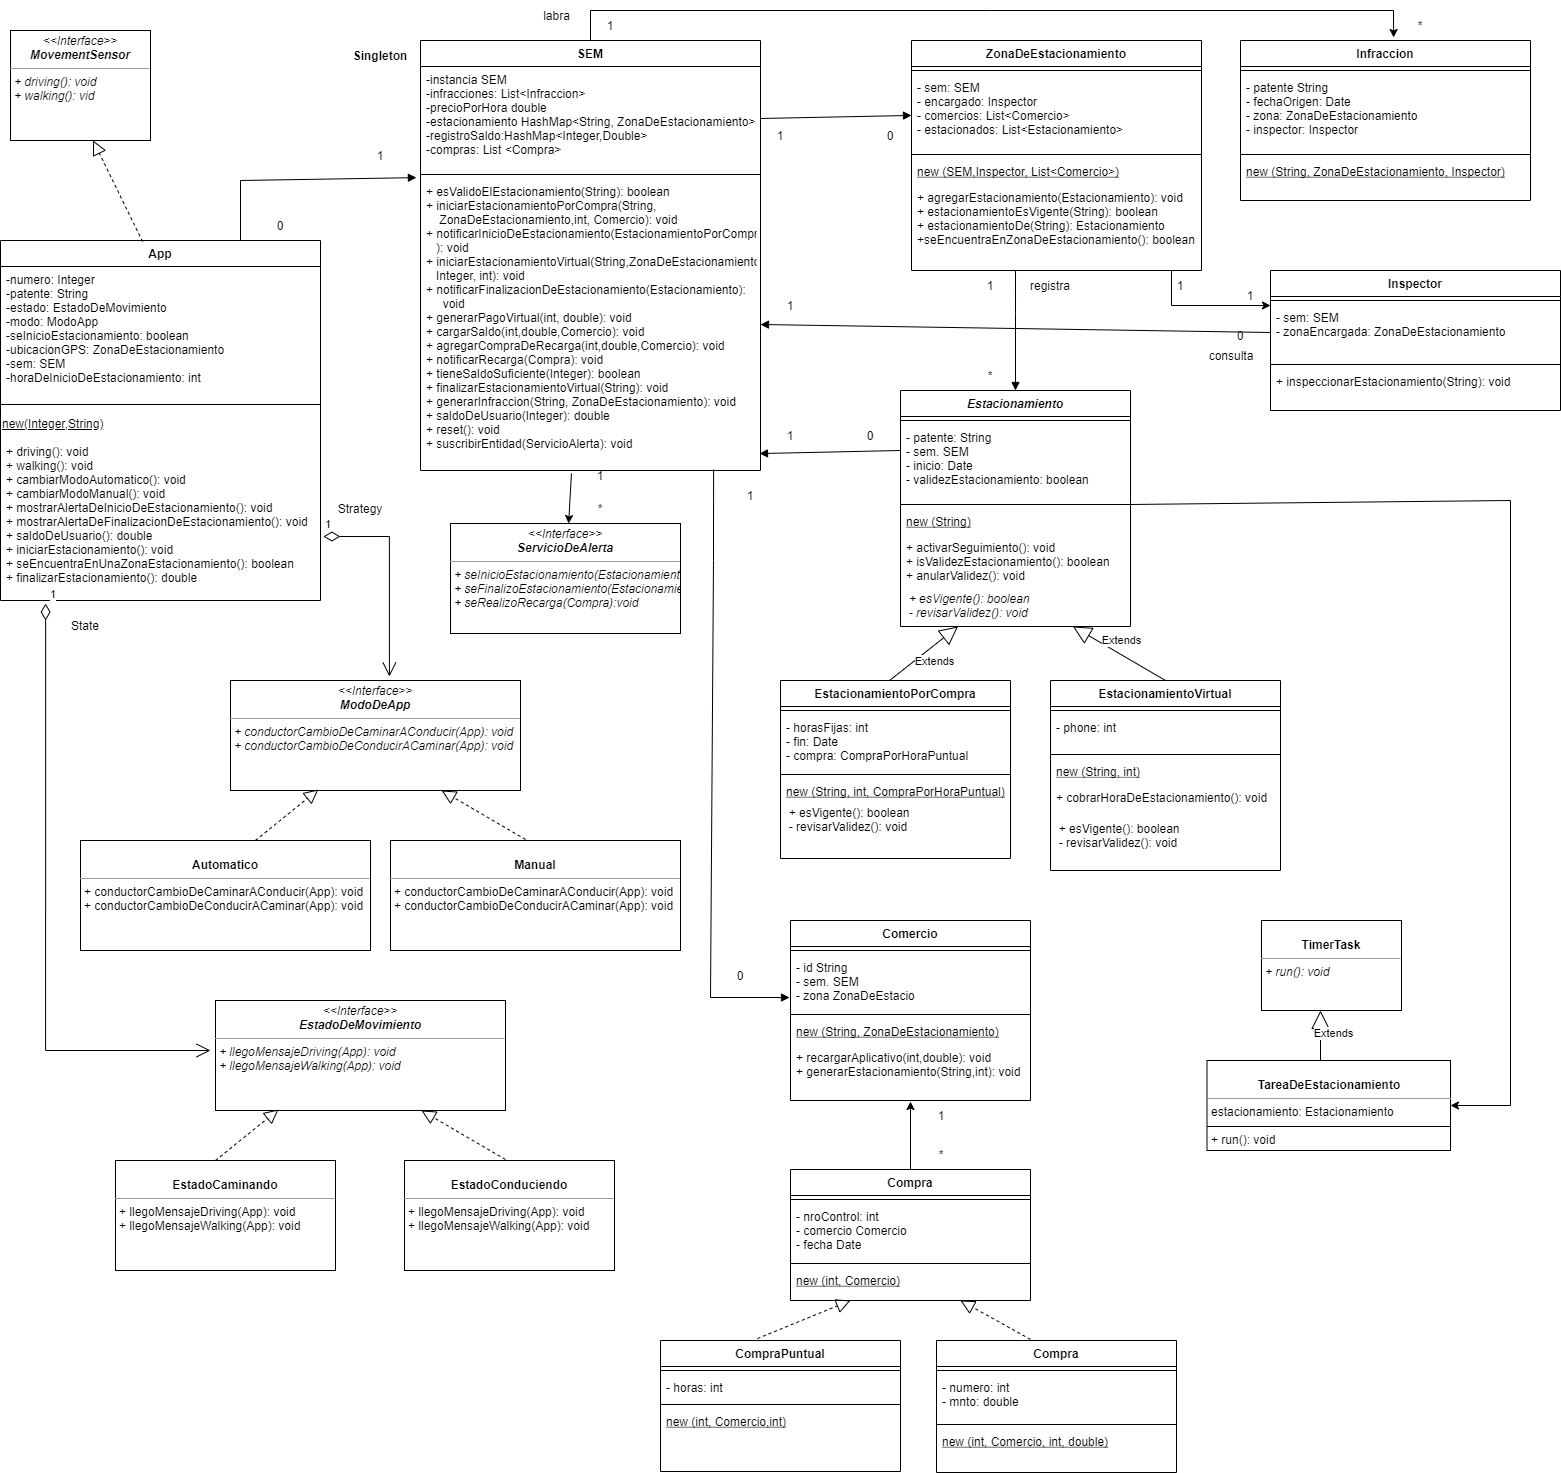 labra
1
*
<<Interface>>
MovementSensor
+ driving(): void
+ walking(): vid
Singleton
SEM
-instancia SEM
-infracciones: List<Infraccion>
-precioPorHora double
-estacionamiento HashMap<String, ZonaDeEstacionamiento>
-registroSaldo:HashMap<Integer,Double>
-compras: List <Compra>
+ esValidoElEstacionamiento(String): boolean
+ iniciarEstacionamientoPorCompra(String,
ZonaDeEstacionamiento,int, Comercio): void
+ notificarInicioDeEstacionamiento(EstacionamientoPorCompr
): void
+ iniciarEstacionamientoVirtual(String,ZonaDeEstacionamiento
Integer, int): void
+ notificarFinalizacionDeEstacionamiento(Estacionamiento):
void
+ generarPagoVirtual(int, double): void
+ cargarSaldo(int,double,Comercio): void
+ agregarCompraDeRecarga(int,double,Comercio): void
+ notificarRecarga(Compra): void
+ tieneSaldoSuficiente(Integer): boolean
+ finalizarEstacionamientoVirtual(String): void
+ generarInfraccion(String, ZonaDeEstacionamiento): void
+ saldoDeUsuario(Integer): double
+ reset(): void
+ suscribirEntidad(ServicioAlerta): void
ZonaDeEstacionamiento
- sem: SEM
- encargado: Inspector
- comercios: List<Comercio>
- estacionados: List<Estacionamiento>
new (SEM,Inspector, List<Comercio>)
+ agregarEstacionamiento(Estacionamiento): void
+ estacionamientoEsVigente(String): boolean
+ estacionamientoDe(String): Estacionamiento
+seEncuentraEnZonaDeEstacionamiento(): boolean
Infraccion
- patente String
- fechaOrigen: Date
- zona: ZonaDeEstacionamiento
- inspector: Inspector
new (String, ZonaDeEstacionamiento, Inspector)
1
0
1
0
App
-numero: Integer
-patente: String
-estado: EstadoDeMovimiento
-modo: ModoApp
-seInicioEstacionamiento: boolean
-ubicacionGPS: ZonaDeEstacionamiento
-sem: SEM
-horaDeInicioDeEstacionamiento: int
new(Integer,String)
+ driving(): void
+ walking(): void
+ cambiarModoAutomatico(): void
+ cambiarModoManual(): void
+ mostrarAlertaDeInicioDeEstacionamiento(): void
+ mostrarAlertaDeFinalizacionDeEstacionamiento(): void
+ saldoDeUsuario(): double
+ iniciarEstacionamiento(): void
+ seEncuentraEnUnaZonaEstacionamiento(): boolean
+ finalizarEstacionamiento(): double
1
registra
*
1
1
Inspector
- sem: SEM
- zonaEncargada: ZonaDeEstacionamiento
+ inspeccionarEstacionamiento(String): void
1
0
consulta
Estacionamiento
- patente: String
- sem. SEM
- inicio: Date
- validezEstacionamiento: boolean
new (String)
+ activarSeguimiento(): void
+ isValidezEstacionamiento(): boolean
+ anularValidez(): void
+ esVigente(): boolean
- revisarValidez(): void
1
0
1
*
1
0
Strategy
1
1
State
<<Interface>>
ServicioDeAlerta
+ seInicioEstacionamiento(Estacionamient
+ seFinalizoEstacionamiento(Estacionamie
+ seRealizoRecarga(Compra):void
Extends
Extends
<<Interface>>
ModoDeApp
+ conductorCambioDeCaminarAConducir(App): void
+ conductorCambioDeConducirACaminar(App): void
EstacionamientoPorCompra
- horasFijas: int
- fin: Date
- compra: CompraPorHoraPuntual
new (String, int, CompraPorHoraPuntual)
+ esVigente(): boolean
- revisarValidez(): void
EstacionamientoVirtual
- phone: int
new (String, int)
+ cobrarHoraDeEstacionamiento(): void
+ esVigente(): boolean
- revisarValidez(): void
Automatico
+ conductorCambioDeCaminarAConducir(App): void
+ conductorCambioDeConducirACaminar(App): void
Manual
+ conductorCambioDeCaminarAConducir(App): void
+ conductorCambioDeConducirACaminar(App): void
Comercio
- id String
- sem. SEM
- zona ZonaDeEstacio
new (String, ZonaDeEstacionamiento)
+ recargarAplicativo(int,double): void
+ generarEstacionamiento(String,int): void
TimerTask
+ run(): void
Extends
TareaDeEstacionamiento
estacionamiento: Estacionamiento
+ run(): void
<<Interface>>
EstadoDeMovimiento
+ llegoMensajeDriving(App): void
+ llegoMensajeWalking(App): void
EstadoCaminando
+ llegoMensajeDriving(App): void
+ llegoMensajeWalking(App): void
EstadoConduciendo
+ llegoMensajeDriving(App): void
+ llegoMensajeWalking(App): void
1
*
Compra
- nroControl: int
- comercio Comercio
- fecha Date
new (int, Comercio)
CompraPuntual
- horas: int
new (int, Comercio,int)
Compra
- numero: int
- mnto: double
new (int, Comercio, int, double)